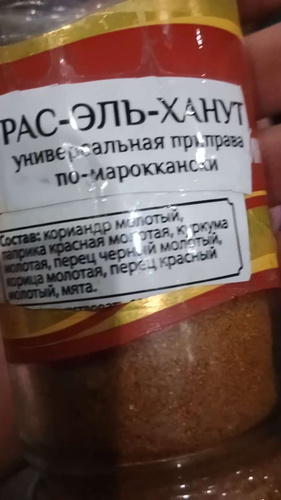 РАС-ЭЛЬ-ХАНУТ
универсальная приправа
по-мароккански
Состав: кориандр молотый,
паприка красная молотая, куркума
молотая, перец черный молотый,
корица молотая, перец красный
молотый, мята.